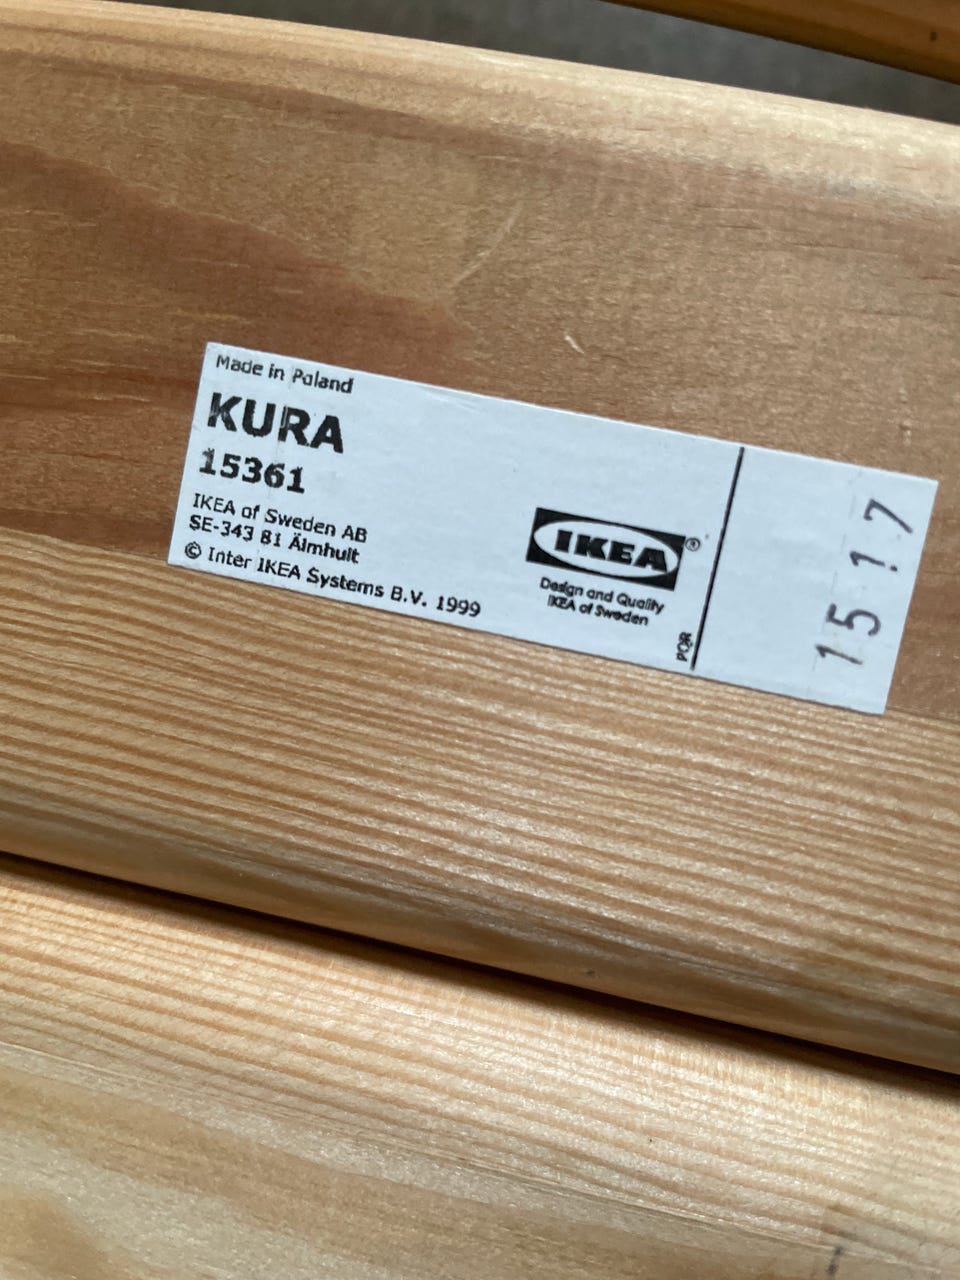 Made in Poland
KURA
15361
IKEA of Sweden AB
SE-343 81 Älmhult
© Inter IKEA Systems B.V. 1999
IKEA®
Design and Quality
IKEA of Sweden
POR
1517